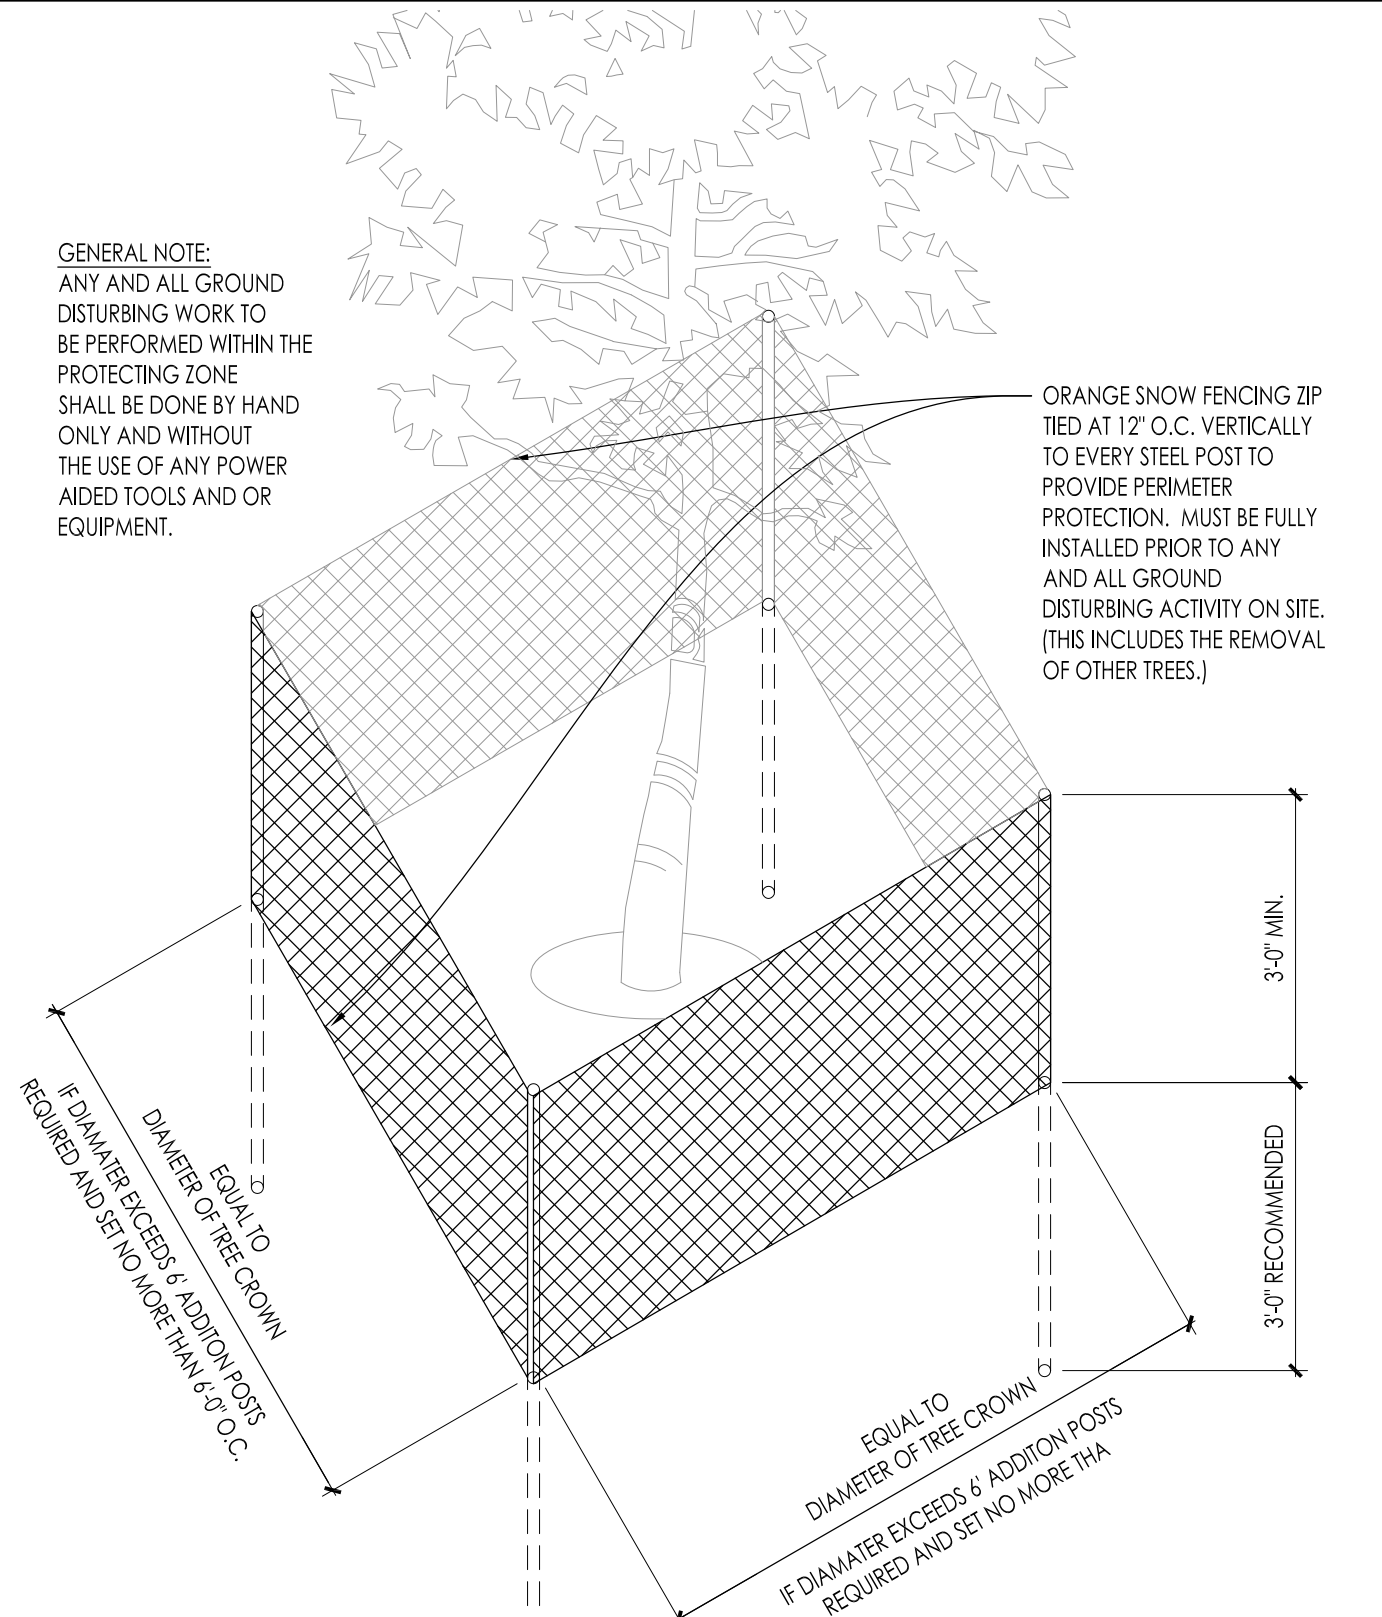 GENERAL NOTE:
ANY AND ALL GROUND
DISTURBING WORK TO
BE PERFORMED WITHIN THE
PROTECTING ZONE
SHALL BE DONE BY HAND
ONLY AND WITHOUT
THE USE OF ANY POWER
AIDED TOOLS AND OR
EQUIPMENT.
ORANGE SNOW FENCING ZIP
TIED AT 12" O.C. VERTICALLY
TO EVERY STEEL POST TO
PROVIDE PERIMETER
PROTECTION. MUST BE FULLY
INSTALLED PRIOR TO ANY
AND ALL GROUND
DISTURBING ACTIVITY ON SITE.
(THIS INCLUDES THE REMOVAL
OF OTHER TREES.)
3'-0" MIN.
3'-0" RECOMMENDED
EQUAL TO
DIAMETER OF TREE CROWN
IF DIAMATER EXCEEDS 6' ADDITON POSTS
REQUIRED AND SET NO MORE THAN 6'-0" O.C.
EQUAL TO
DIAMETER OF TREE CROWN
IF DIAMATER EXCEEDS 6' ADDITON POSTS
REQUIRED AND SET NO MORE THA